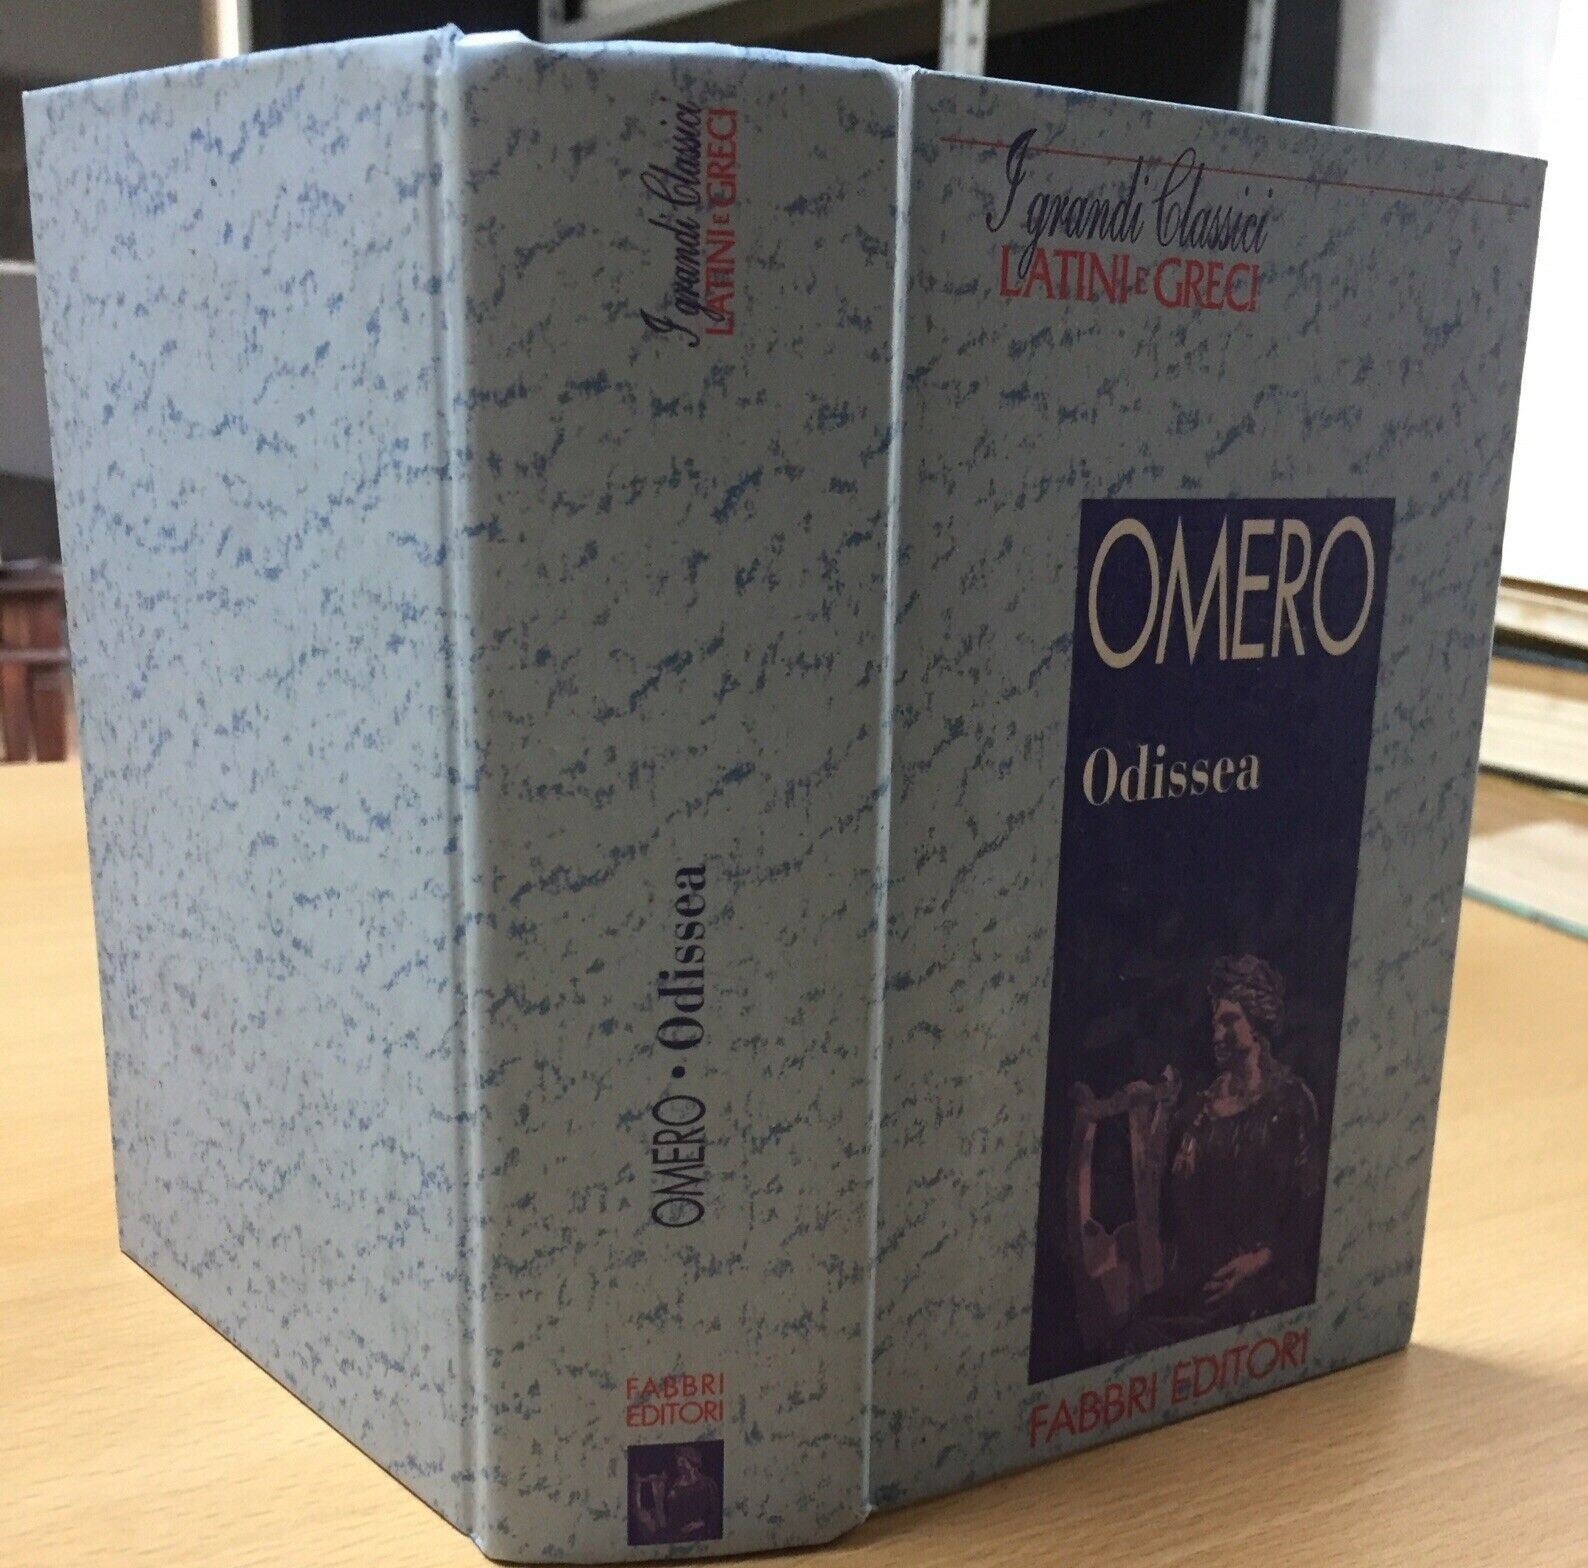 I grandi Classici
LATINI E GRECI
OMERO • Odissea
FABBRI
EDITORI
I grandi Classici
LATINI E GRECI
OMERO
Odissea
FABBRI EDITORI